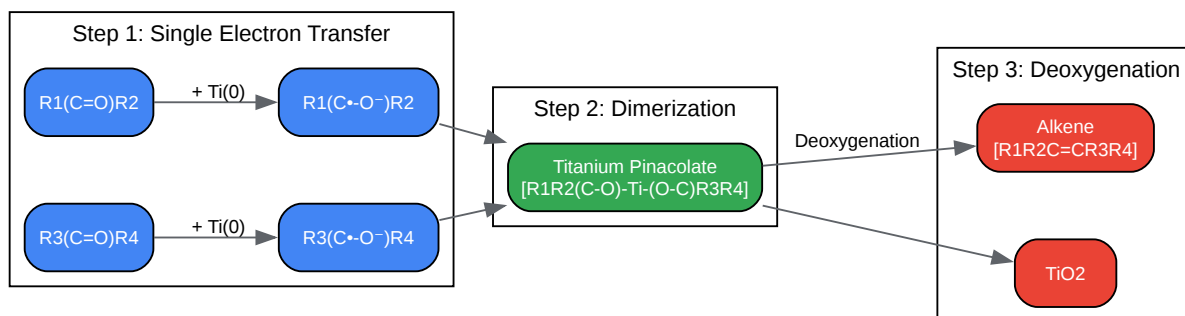 Step 1: Single Electron Transfer
R1(C=O)R2
+ Ti(0)
R1(C•-O⁻)R2
R3(C=O)R4
+ Ti(0)
R3(C•-O⁻)R4
Step 2: Dimerization
Titanium Pinacolate
[R1R2(C-O)-Ti-(O-C)R3R4]
Deoxygenation
Step 3: Deoxygenation
Alkene
[R1R2C=CR3R4]
TiO2